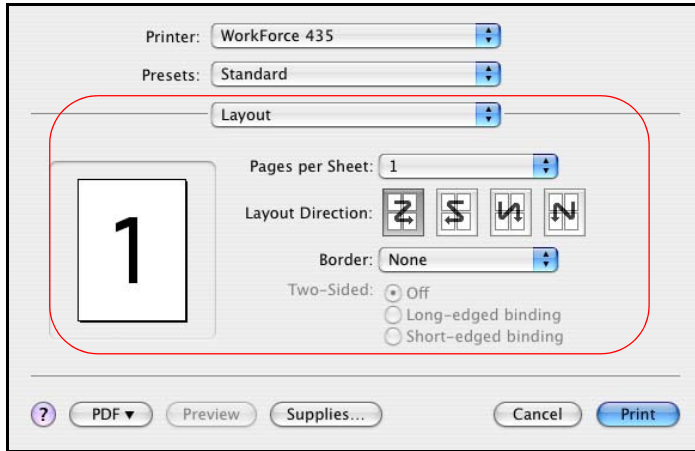 Printer: WorkForce 435
Presets: Standard
Layout
Pages per Sheet: 1
1
Layout Direction:
Border: None
Two-Sided: Off
Long-edged binding
Short-edged binding
? PDF▼ Preview Supplies... Cancel Print